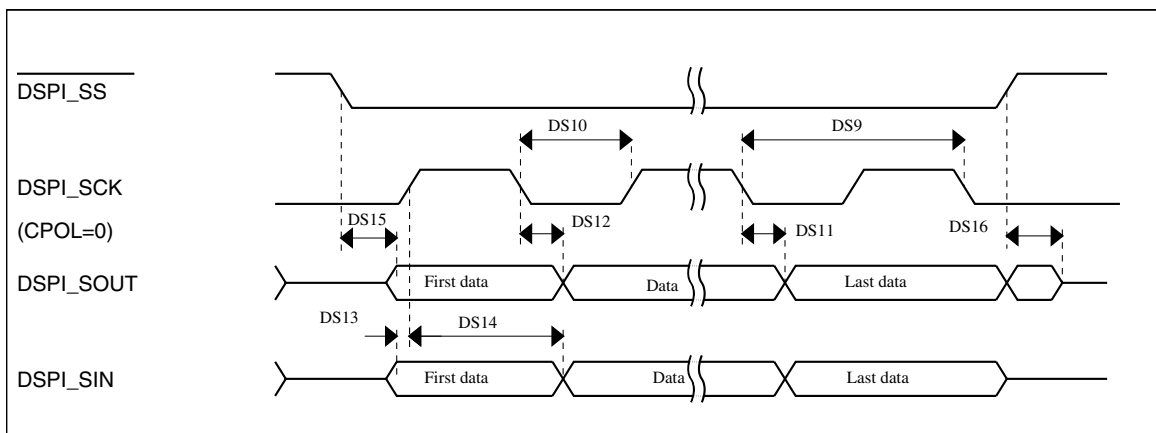 DSPI_SS
DS10
DS9
DSPI_SCK
DS15
DS12
DS11
DS16
(CPOL=0)
DSPI_SOUT
First data
Data
Last data
DS13
DS14
DSPI_SIN
First data
Data
Last data